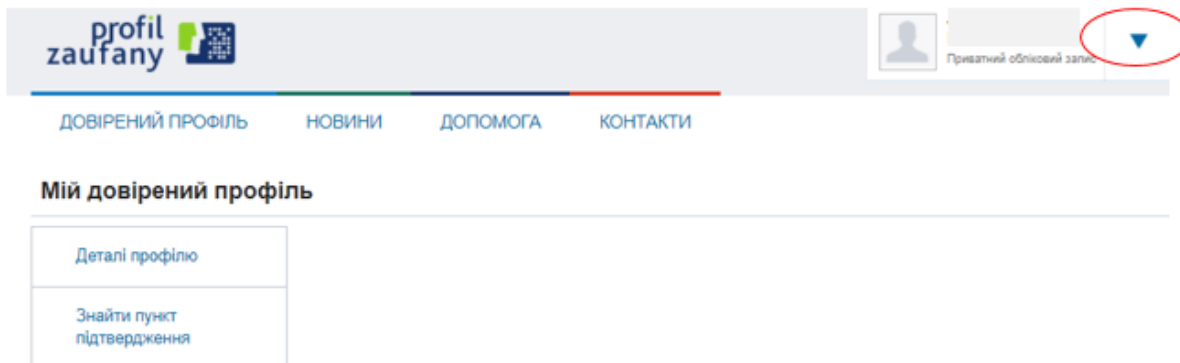 profil
zaufany
Приватний обліковий запис
ДОВІРЕНИЙ ПРОФІЛЬ НОВИНИ ДОПОМОГА КОНТАКТИ
Мій довірений профіль
Деталі профілю
Знайти пункт
підтвердження